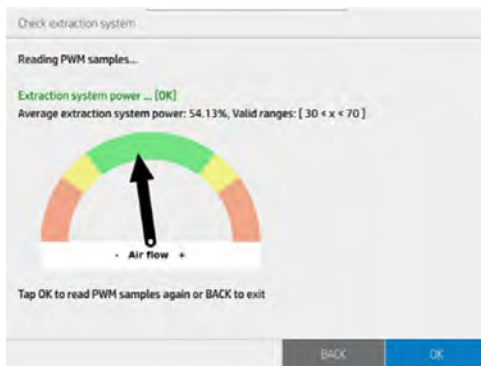 Check extraction system
Reading PWM samples...
Extraction system power ... [OK]
Average extraction system power: 54.13%, Valid ranges: [ 30 < x < 70 ]
- Air flow +
Tap OK to read PWM samples again or BACK to exit
BACK OK